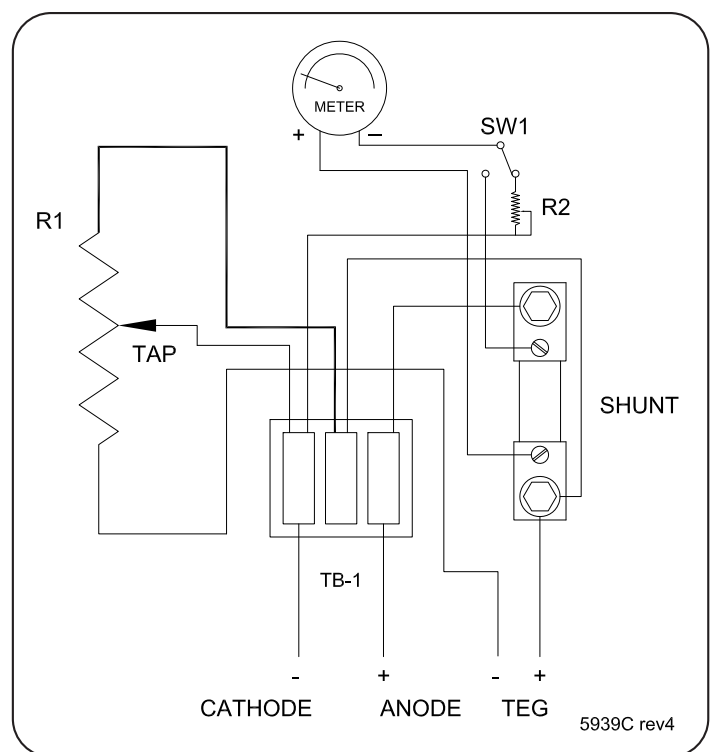 METER
+ –
SW1
R1
R2
TAP
SHUNT
TB-1
- + - +
CATHODE ANODE TEG
5939C rev4